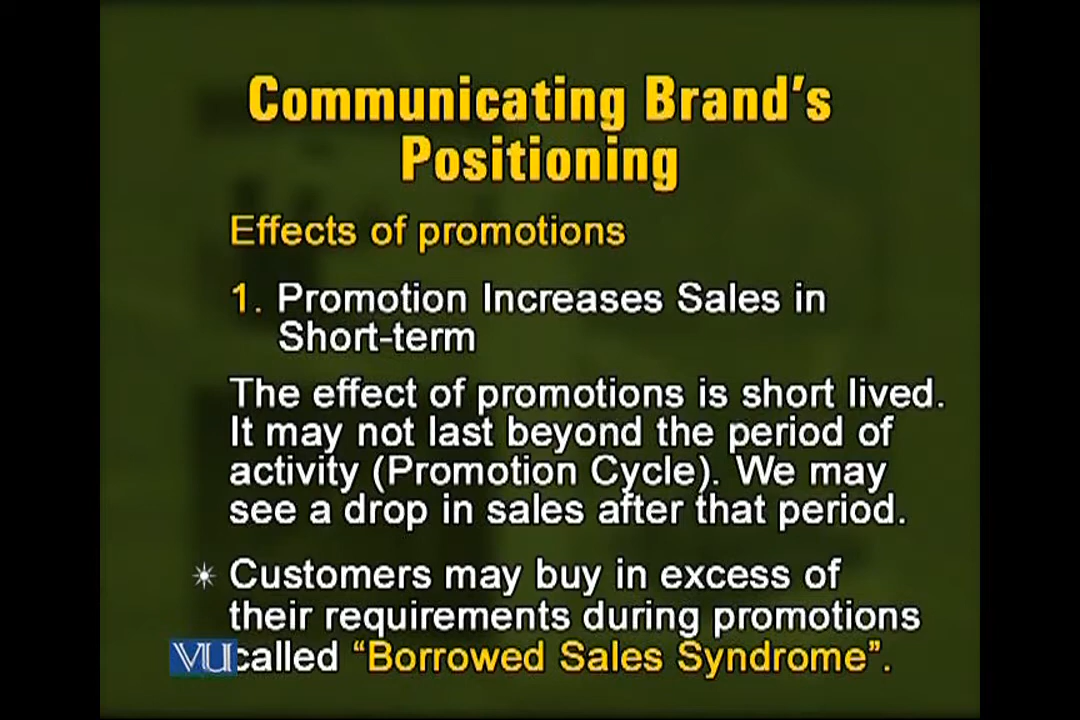 Communicating Brand's
Positioning
Effects of promotions
1. Promotion Increases Sales in
Short-term
The effect of promotions is short lived.
It may not last beyond the period of
activity (Promotion Cycle). We may
see a drop in sales after that period.
Customers may buy in excess of
their requirements during promotions
VU called “Borrowed Sales Syndrome”.